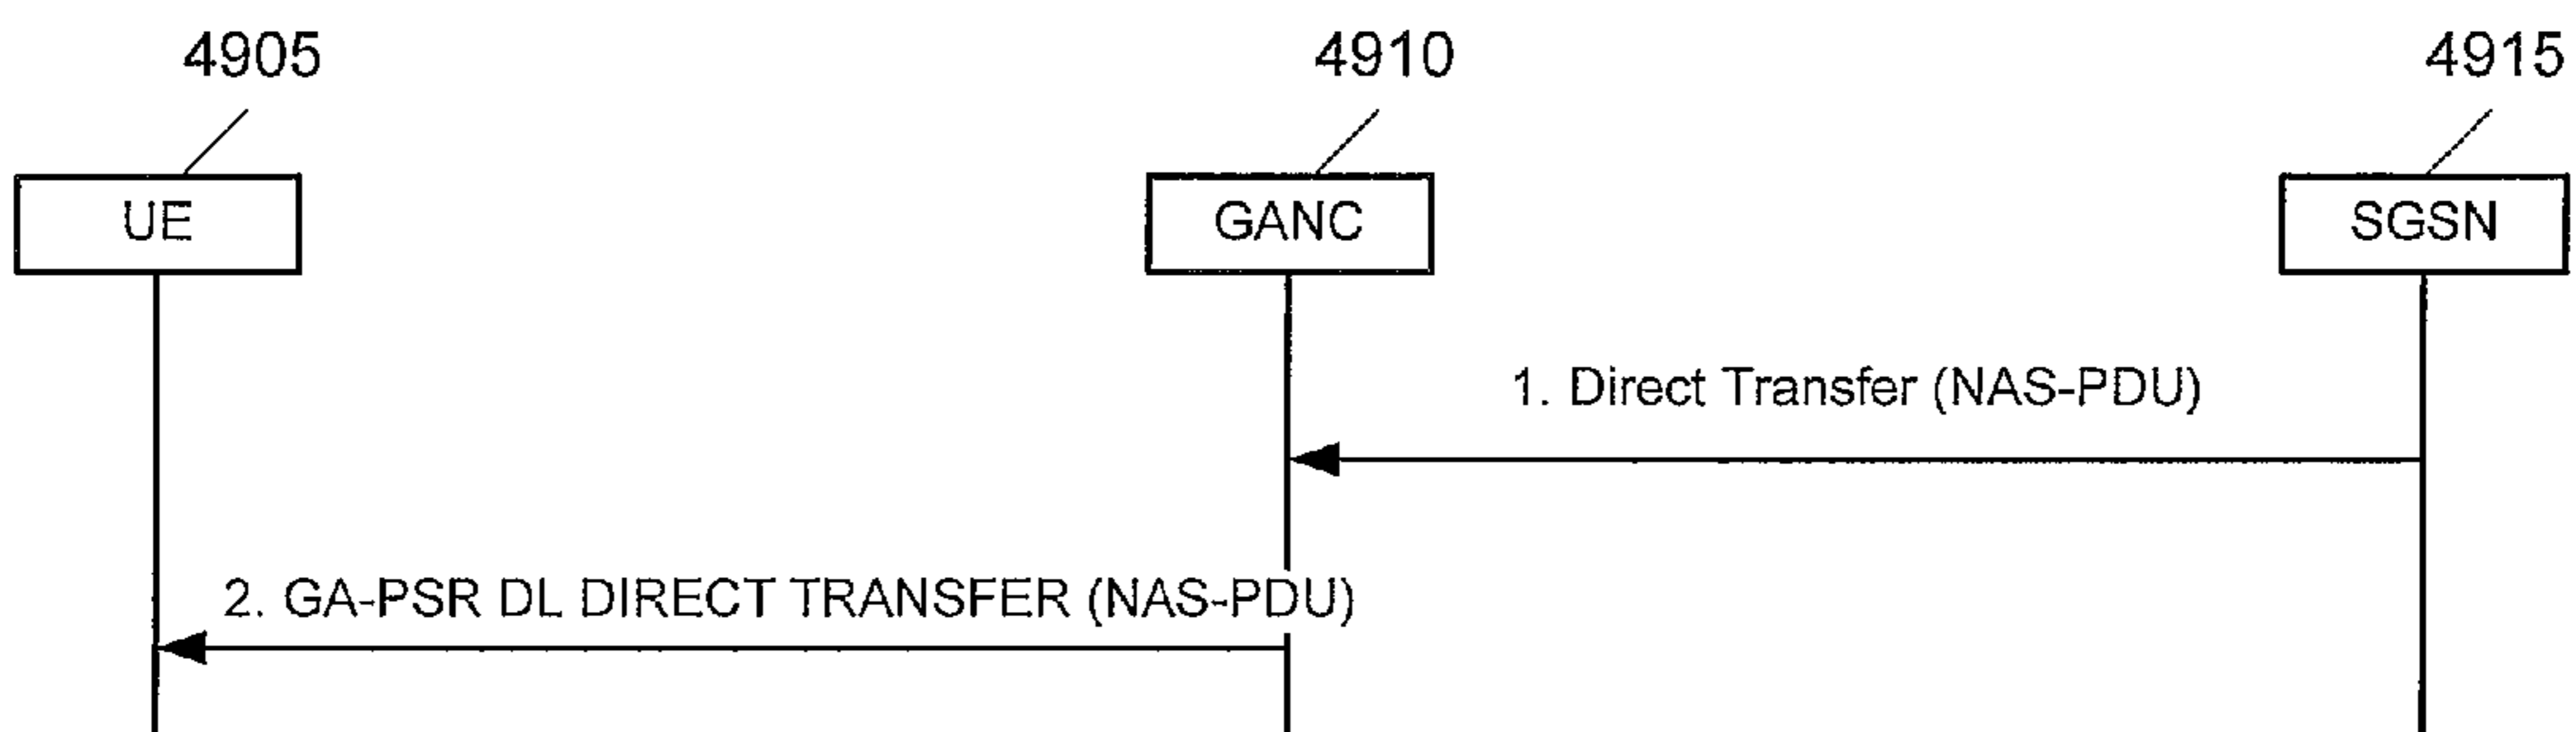 4905
4910
4915
UE
GANC
SGSN
1. Direct Transfer (NAS-PDU)
2. GA-PSR DL DIRECT TRANSFER (NAS-PDU)